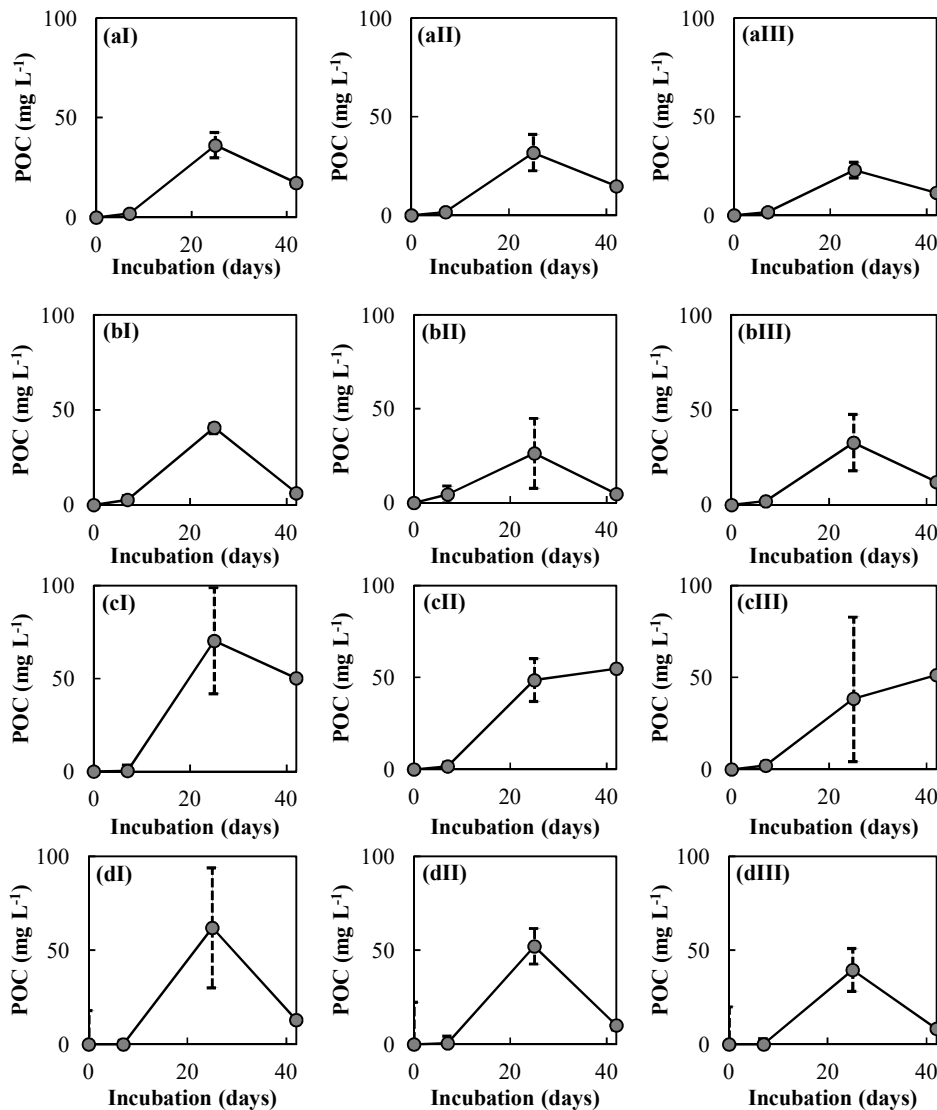 100 100 100
(aI) (aII) (aIII)
POC (mg L-1) POC (mg L-1) POC (mg L-1)
50 50 50
0 0 0
0 20 40 0 20 40 0 20 40
Incubation (days) Incubation (days) Incubation (days)
100 100 100
(bI) (bII) (bIII)
POC (mg L-1) POC (mg L-1) POC (mg L-1)
50 50 50
0 0 0
0 20 40 0 20 40 0 20 40
Incubation (days) Incubation (days) Incubation (days)
100 100 100
(cI) (cII) (cIII)
POC (mg L-1) POC (mg L-1) POC (mg L-1)
50 50 50
0 0 0
0 20 40 0 20 40 0 20 40
Incubation (days) Incubation (days) Incubation (days)
100 100 100
(dI) (dII) (dIII)
POC (mg L-1) POC (mg L-1) POC (mg L-1)
50 50 50
0 0 0
0 20 40 0 20 40 0 20 40
Incubation (days) Incubation (days) Incubation (days)